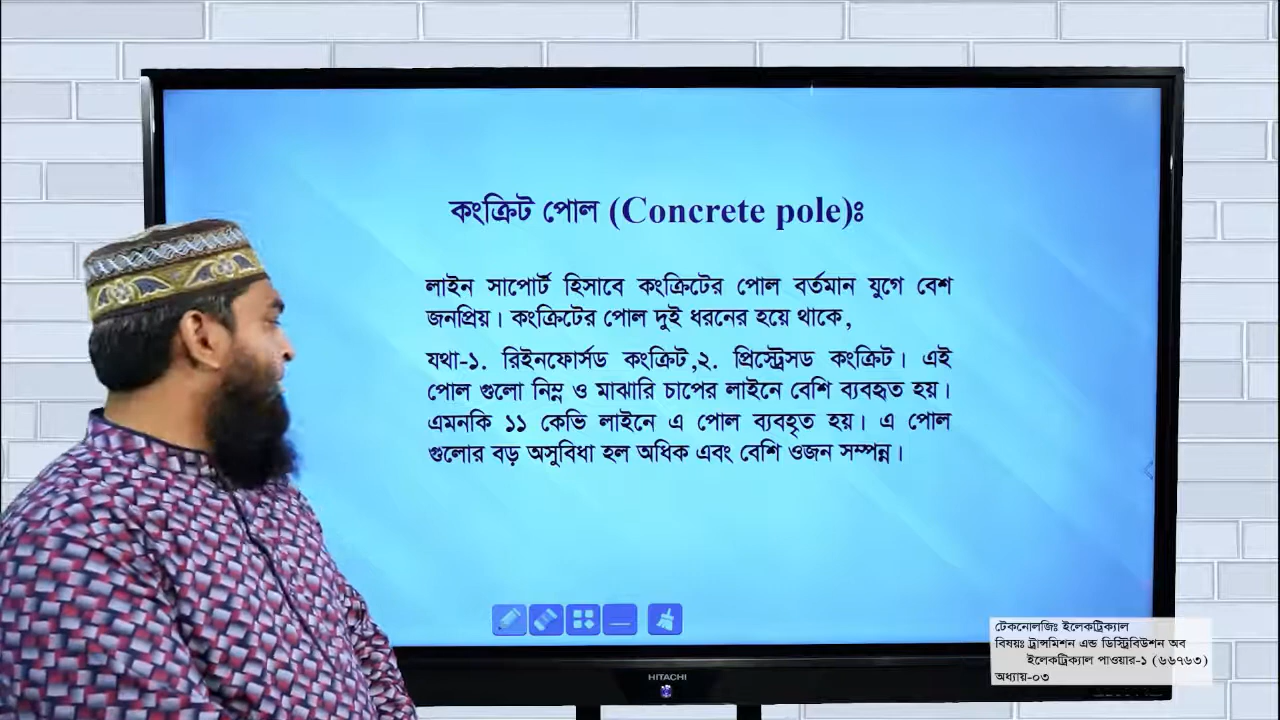 কংক্রিট পোল (Concrete pole)ঃ
লাইন সাপোর্ট হিসাবে কংক্রিটের পোল বর্তমান যুগে বেশ
জনপ্রিয়। কংক্রিটের পোল দুই ধরনের হয়ে থাকে,
যথা-১. রিইনফোর্সড কংক্রিট,২. প্রিস্ট্রেসড কংক্রিট। এই
পোল গুলো নিম্ন ও মাঝারি চাপের লাইনে বেশি ব্যবহৃত হয়।
এমনকি ১১ কেভি লাইনে এ পোল ব্যবহৃত হয়। এ পোল
গুলোর বড় অসুবিধা হল অধিক এবং বেশি ওজন সম্পন্ন।
HITACHI
টেকনোলজিঃ ইলেকট্রিক্যাল
বিষয়ঃ ট্রান্সমিশন এন্ড ডিস্ট্রিবিউশন অব
ইলেকট্রিক্যাল পাওয়ার-১ (৬৬৭৬৩)
অধ্যায়-০৩